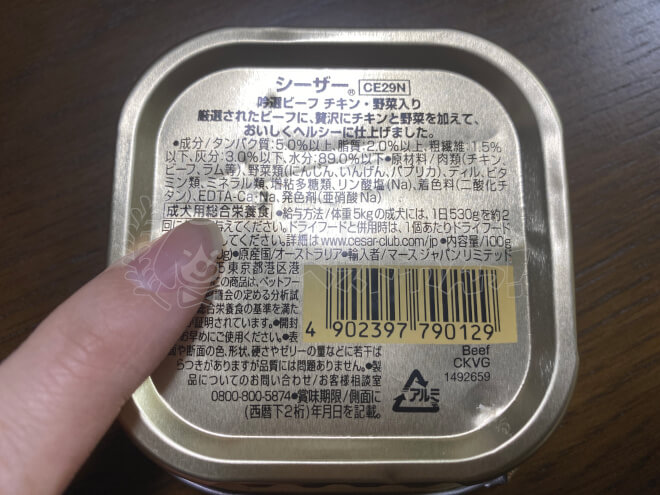 シーザー® CE29N
吟選ビーフ チキン・野菜入り
厳選されたビーフに、贅沢にチキンと野菜を加えて、
おいしくヘルシーに仕上げました。
●成分/タンパク質:5.0%以上、脂質:2.0%以上、粗繊維:1.5%
以下、灰分:3.0%以下、水分:89.0%以下●原材料/肉類(チキン、
ビーフ、ラム等)、野菜類(にんじん、いんげん、パプリカ)、ディル、ビタ
ミン類、ミネラル類、増粘多糖類、リン酸塩(Na)、着色料(二酸化チ
タン)、EDTA-Ca・Na、発色剤(亜硝酸Na)
成犬用総合栄養食 ●給与方法/体重5kgの成犬には、1日530gを約2
回に 与えてください。ドライフードと併用時は、1個あたりドライフード
してください。詳細はwww.cesar-club.com/jp●内容量/100g
●原産国/オーストラリア●輸入者/マース ジャパン リミテッド
5 東京都港区港
この商品は、ペットフー
議会の定める分析試
総合栄養食の基準を満た
が証明されています。●開封
お早めにご使用ください。●表
面や断面の色、形状、硬さやゼリーの量などに若干ば
らつきがありますが品質には問題ありません。●製
品についてのお問い合わせ/お客様相談室
0800-800-5874●賞味期限/側面に
(西暦下2桁)年月日を記載。
4 902397 790129
Beef
CKVG
1492659
アルミ